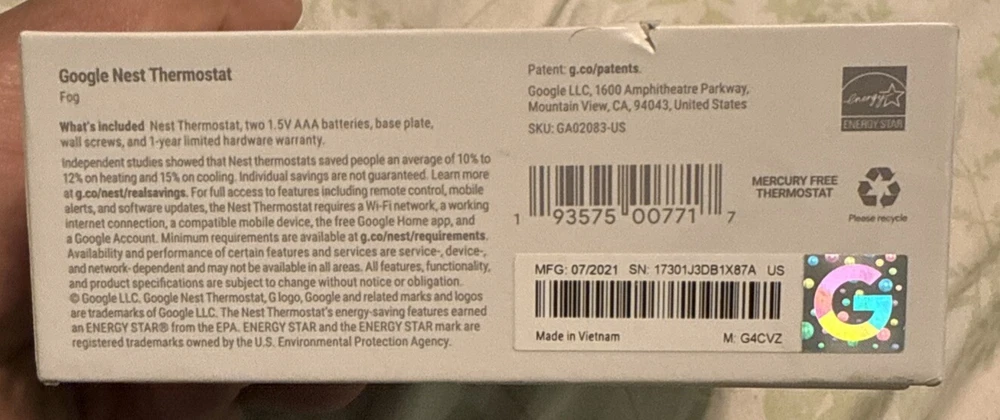 Google Nest Thermostat
Fog
What's included Nest Thermostat, two 1.5V AAA batteries, base plate,
wall screws, and 1-year limited hardware warranty.
Independent studies showed that Nest thermostats saved people an average of 10% to
12% on heating and 15% on cooling. Individual savings are not guaranteed. Learn more
at g.co/nest/realsavings. For full access to features including remote control, mobile
alerts, and software updates, the Nest Thermostat requires a Wi-Fi network, a working
internet connection, a compatible mobile device, the free Google Home app, and
a Google Account. Minimum requirements are available at g.co/nest/requirements.
Availability and performance of certain features and services are service-, device-,
and network-dependent and may not be available in all areas. All features, functionality,
and product specifications are subject to change without notice or obligation.
© Google LLC. Google Nest Thermostat, G logo, Google and related marks and logos
are trademarks of Google LLC. The Nest Thermostat's energy-saving features earned
an ENERGY STAR® from the EPA. ENERGY STAR and the ENERGY STAR mark are
registered trademarks owned by the U.S. Environmental Protection Agency.
Patent: g.co/patents.
Google LLC, 1600 Amphitheatre Parkway,
Mountain View, CA, 94043, United States
SKU: GA02083-US
energy
ENERGY STAR
1 93575 00771 7
MERCURY FREE
THERMOSTAT
Please recycle
MFG: 07/2021 SN: 17301J3DB1X87A US
Made in Vietnam M: G4CVZ
G